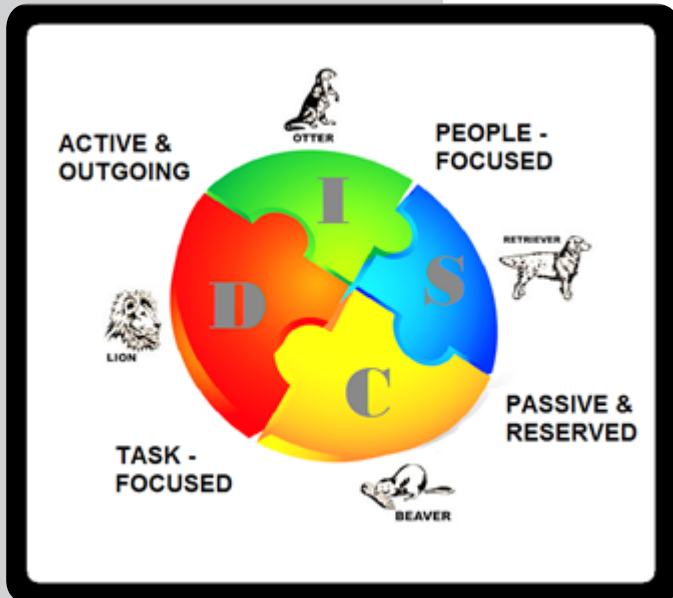 OTTER
ACTIVE &
OUTGOING
PEOPLE -
FOCUSED
I
RETRIEVER
S
D
LION
C
PASSIVE &
RESERVED
TASK -
FOCUSED
BEAVER